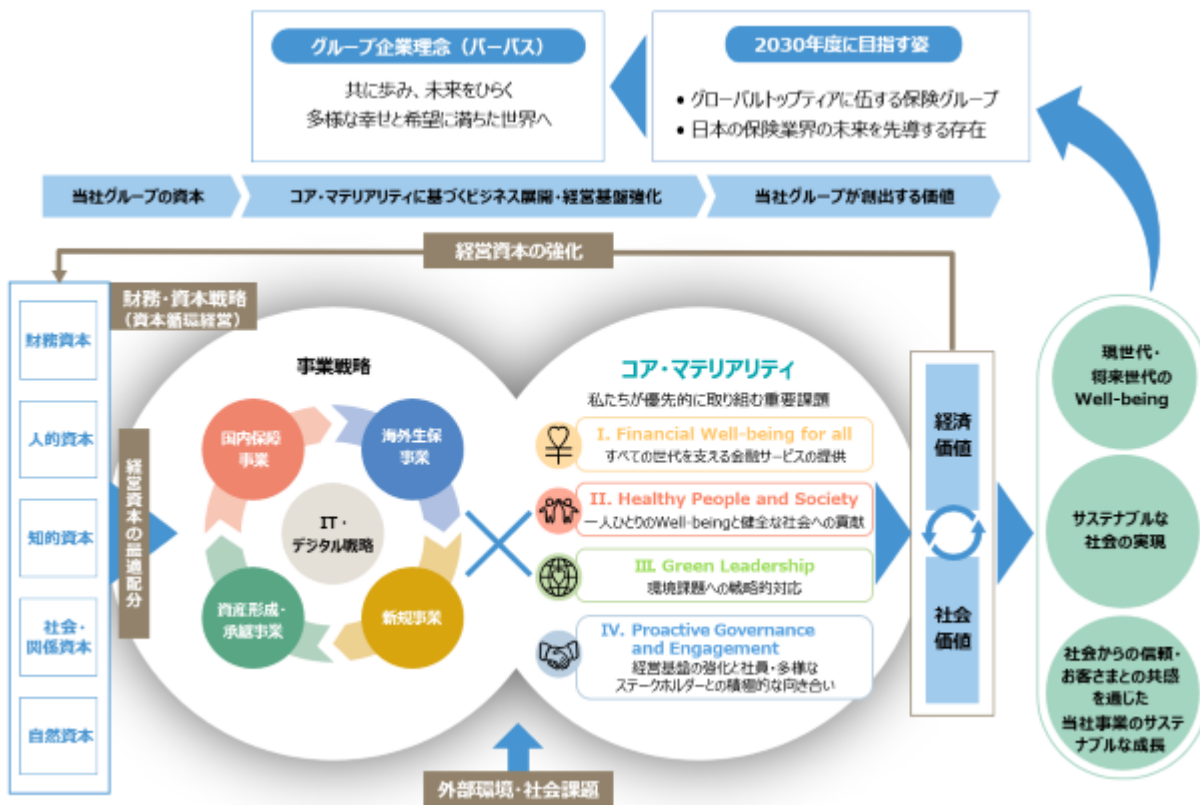 グループ企業理念（パーパス）
共に歩み、未来をひらく
多様な幸せと希望に満ちた世界へ
2030年度に目指す姿
• グローバルトップティアに伍する保険グループ
• 日本の保険業界の未来を先導する存在
当社グループの資本
コア・マテリアリティに基づくビジネス展開・経営基盤強化
当社グループが創出する価値
経営資本の強化
財務・資本戦略
（資本循環経営）
財務資本
人的資本
知的資本
社会・
関係資本
自然資本
経営資本の最適配分
事業戦略
国内保障
事業
海外生保
事業
IT・
デジタル戦略
資産形成・
承継事業
新規事業
コア・マテリアリティ
私たちが優先的に取り組む重要課題
I. Financial Well-being for all
すべての世代を支える金融サービスの提供
II. Healthy People and Society
一人ひとりのWell-beingと健全な社会への貢献
III. Green Leadership
環境課題への戦略的対応
IV. Proactive Governance
and Engagement
経営基盤の強化と社員・多様な
ステークホルダーとの積極的な向き合い
外部環境・社会課題
経済
価値
社会
価値
現世代・
将来世代の
Well-being
サステナブルな
社会の実現
社会からの信頼・
お客さまとの共感
を通じた
当社事業のサステ
ナブルな成長